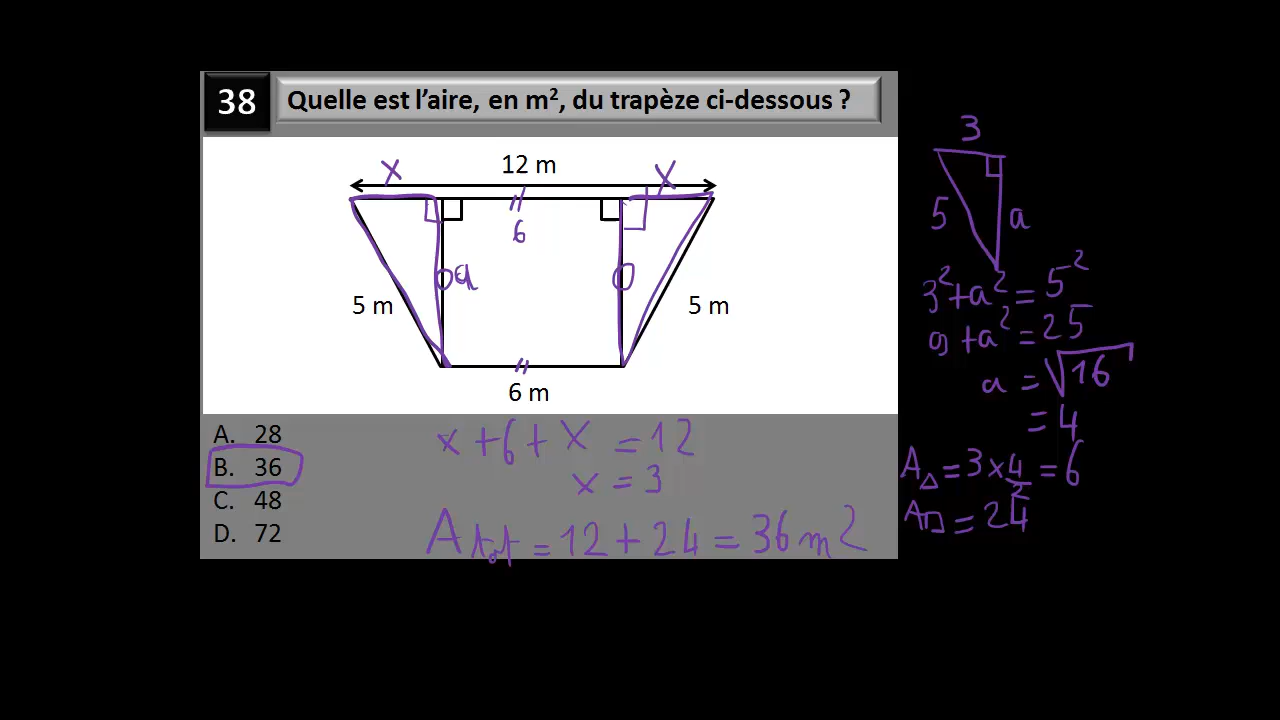 38
Quelle est l'aire, en m², du trapèze ci-dessous ?
x
12 m
x
6
a
5 m
5 m
6 m
A. 28
B. 36
C. 48
D. 72
x + 6 + x = 12
x = 3
A tot = 12 + 24 = 36 m²
3
5
a
3² + a² = 5²
9 + a² = 25
a = √16
= 4
A△ = 3 × 4/2 = 6
A▭ = 24